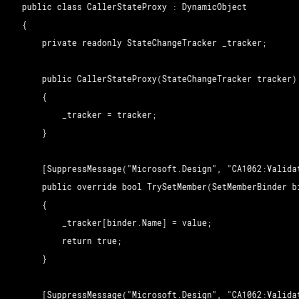 public class CallerStateProxy : DynamicObject
{
private readonly StateChangeTracker _tracker;
public CallerStateProxy(StateChangeTracker tracker)
{
_tracker = tracker;
}
[SuppressMessage("Microsoft.Design", "CA1062:Validat
public override bool TrySetMember(SetMemberBinder bi
{
_tracker[binder.Name] = value;
return true;
}
[SuppressMessage("Microsoft.Design", "CA1062:Validat